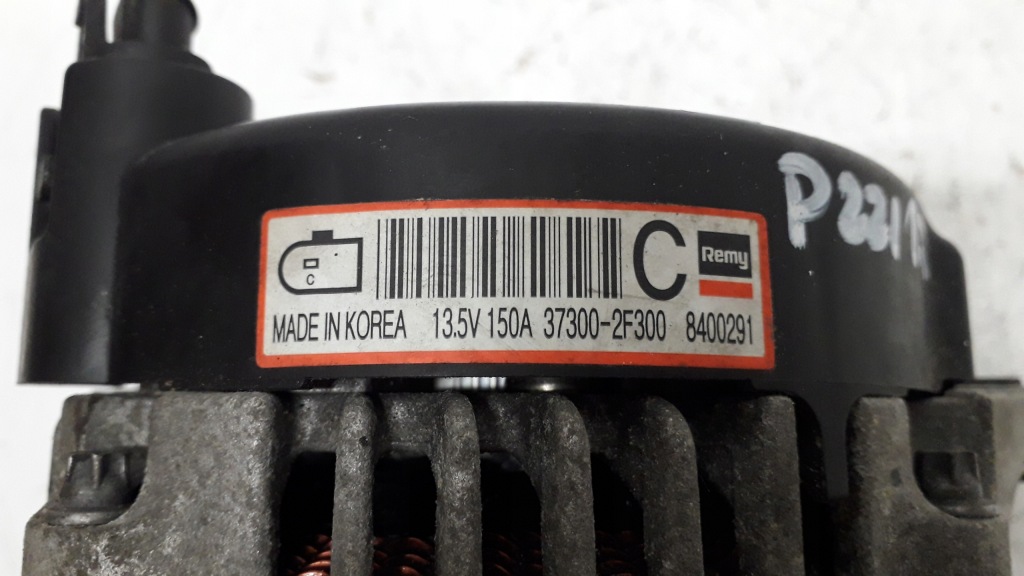 C
C
Remy
MADE IN KOREA 13.5V 150A 37300-2F300 8400291